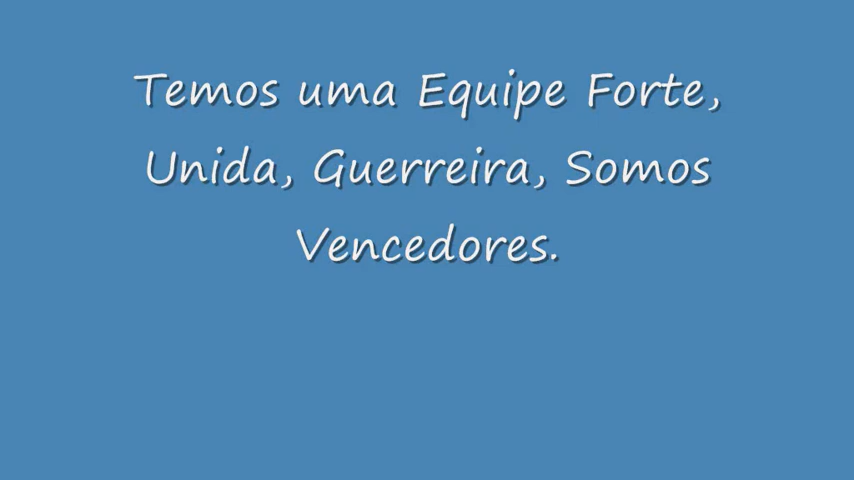 Temos uma Equipe Forte,
Unida, Guerreira, Somos
Vencedores.